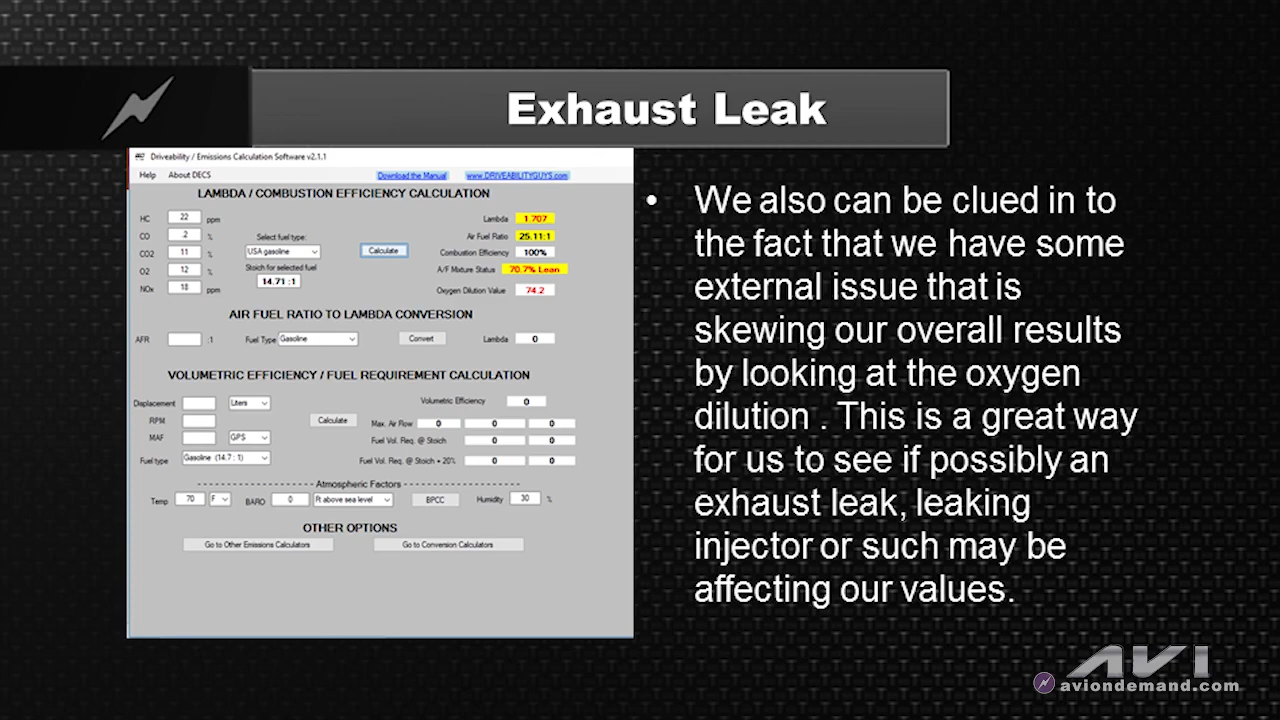 Exhaust Leak
Driveability / Emissions Calculation Software v2.1.1
Help About DECS Download the Manual www.DRIVEABILITYGUYS.com
LAMBDA / COMBUSTION EFFICIENCY CALCULATION
HC 22 ppm Lambda 1.707
CO .2 % Select fuel type: Air Fuel Ratio 25.11:1
CO2 11 % USA gasoline Calculate Combustion Efficiency 100%
O2 12 % Stoich for selected fuel A/F Mixture Status 70.7% Lean
NOx 18 ppm 14.71 :1 Oxygen Dilution Value 74.2
AIR FUEL RATIO TO LAMBDA CONVERSION
AFR :1 Fuel Type Gasoline Convert Lambda 0
VOLUMETRIC EFFICIENCY / FUEL REQUIREMENT CALCULATION
Displacement Liters Volumetric Efficiency 0
RPM Calculate Max. Air Flow 0 0 0
MAF GPS Fuel Vol. Req. @ Stoich 0 0
Fuel type Gasoline (14.7 : 1) Fuel Vol. Req. @ Stoich + 20% 0 0
- - - - - - - - - - - - - - - - - Atmospheric Factors - - - - - - - - - - - - - - - - -
Temp 70 F BARO 0 Ft above sea level BPCC Humidity 30 %
OTHER OPTIONS
Go to Other Emissions Calculators Go to Conversion Calculators
• We also can be clued in to
the fact that we have some
external issue that is
skewing our overall results
by looking at the oxygen
dilution . This is a great way
for us to see if possibly an
exhaust leak, leaking
injector or such may be
affecting our values.
AVI
aviondemand.com